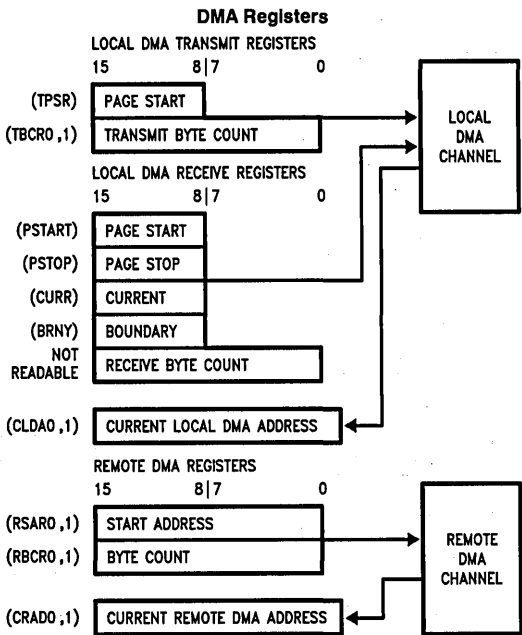 DMA Registers
LOCAL DMA TRANSMIT REGISTERS
15 8|7 0
(TPSR) PAGE START
(TBCR0,1) TRANSMIT BYTE COUNT
LOCAL
DMA
CHANNEL
LOCAL DMA RECEIVE REGISTERS
15 8|7 0
(PSTART) PAGE START
(PSTOP) PAGE STOP
(CURR) CURRENT
(BRNY) BOUNDARY
NOT
READABLE RECEIVE BYTE COUNT
(CLDA0,1) CURRENT LOCAL DMA ADDRESS
REMOTE DMA REGISTERS
15 8|7 0
(RSAR0,1) START ADDRESS
(RBCR0,1) BYTE COUNT
REMOTE
DMA
CHANNEL
(CRAD0,1) CURRENT REMOTE DMA ADDRESS